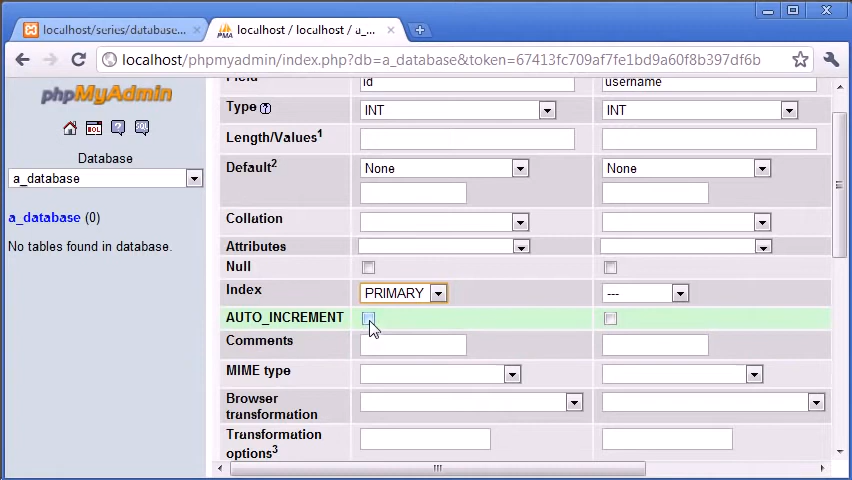 localhost/series/database...
localhost / localhost / a_...
localhost/phpmyadmin/index.php?db=a_database&token=67413fc709af7fe1bd9a60f8b397df6b
phpMyAdmin
Database
a_database
a_database (0)
No tables found in database.
Field id username
Type INT INT
Length/Values1
Default2 None None
Collation
Attributes
Null
Index PRIMARY ---
AUTO_INCREMENT
Comments
MIME type
Browser
transformation
Transformation
options3